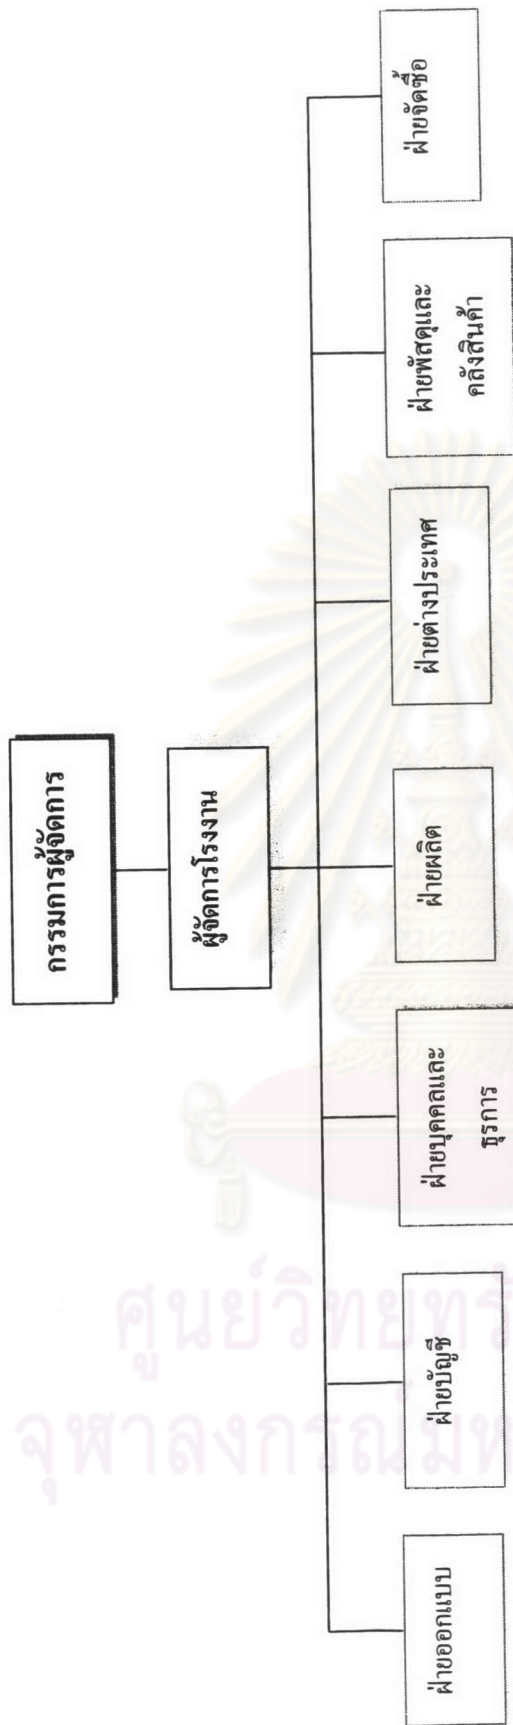 กรรมการผู้จัดการ
ผู้จัดการโรงงาน
ฝ่ายออกแบบ
ฝ่ายบัญชี
ฝ่ายบุคคลและ
ธุรการ
ฝ่ายผลิต
ฝ่ายต่างประเทศ
ฝ่ายพัสดุและ
คลังสินค้า
ฝ่ายจัดซื้อ
ศูนย์วิทยทรั
จุฬาลงกรณ์มห